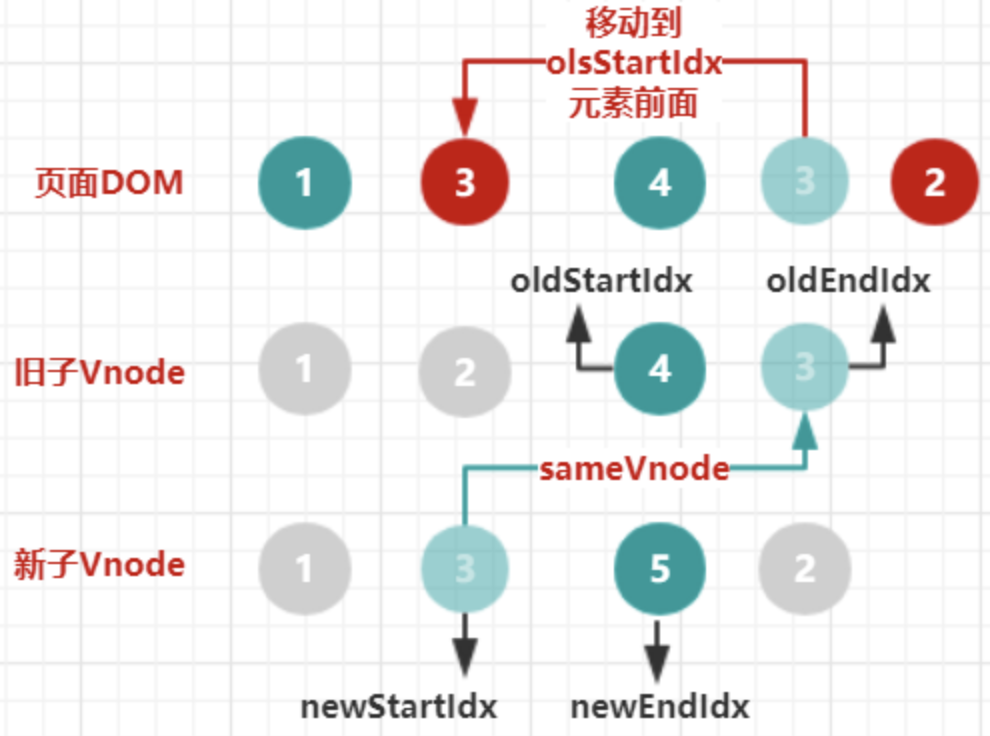 移动到
olsStartIdx
元素前面
页面DOM 1 3 4 3 2
oldStartIdx oldEndIdx
旧子Vnode 1 2 4 3
sameVnode
新子Vnode 1 3 5 2
newStartIdx newEndIdx